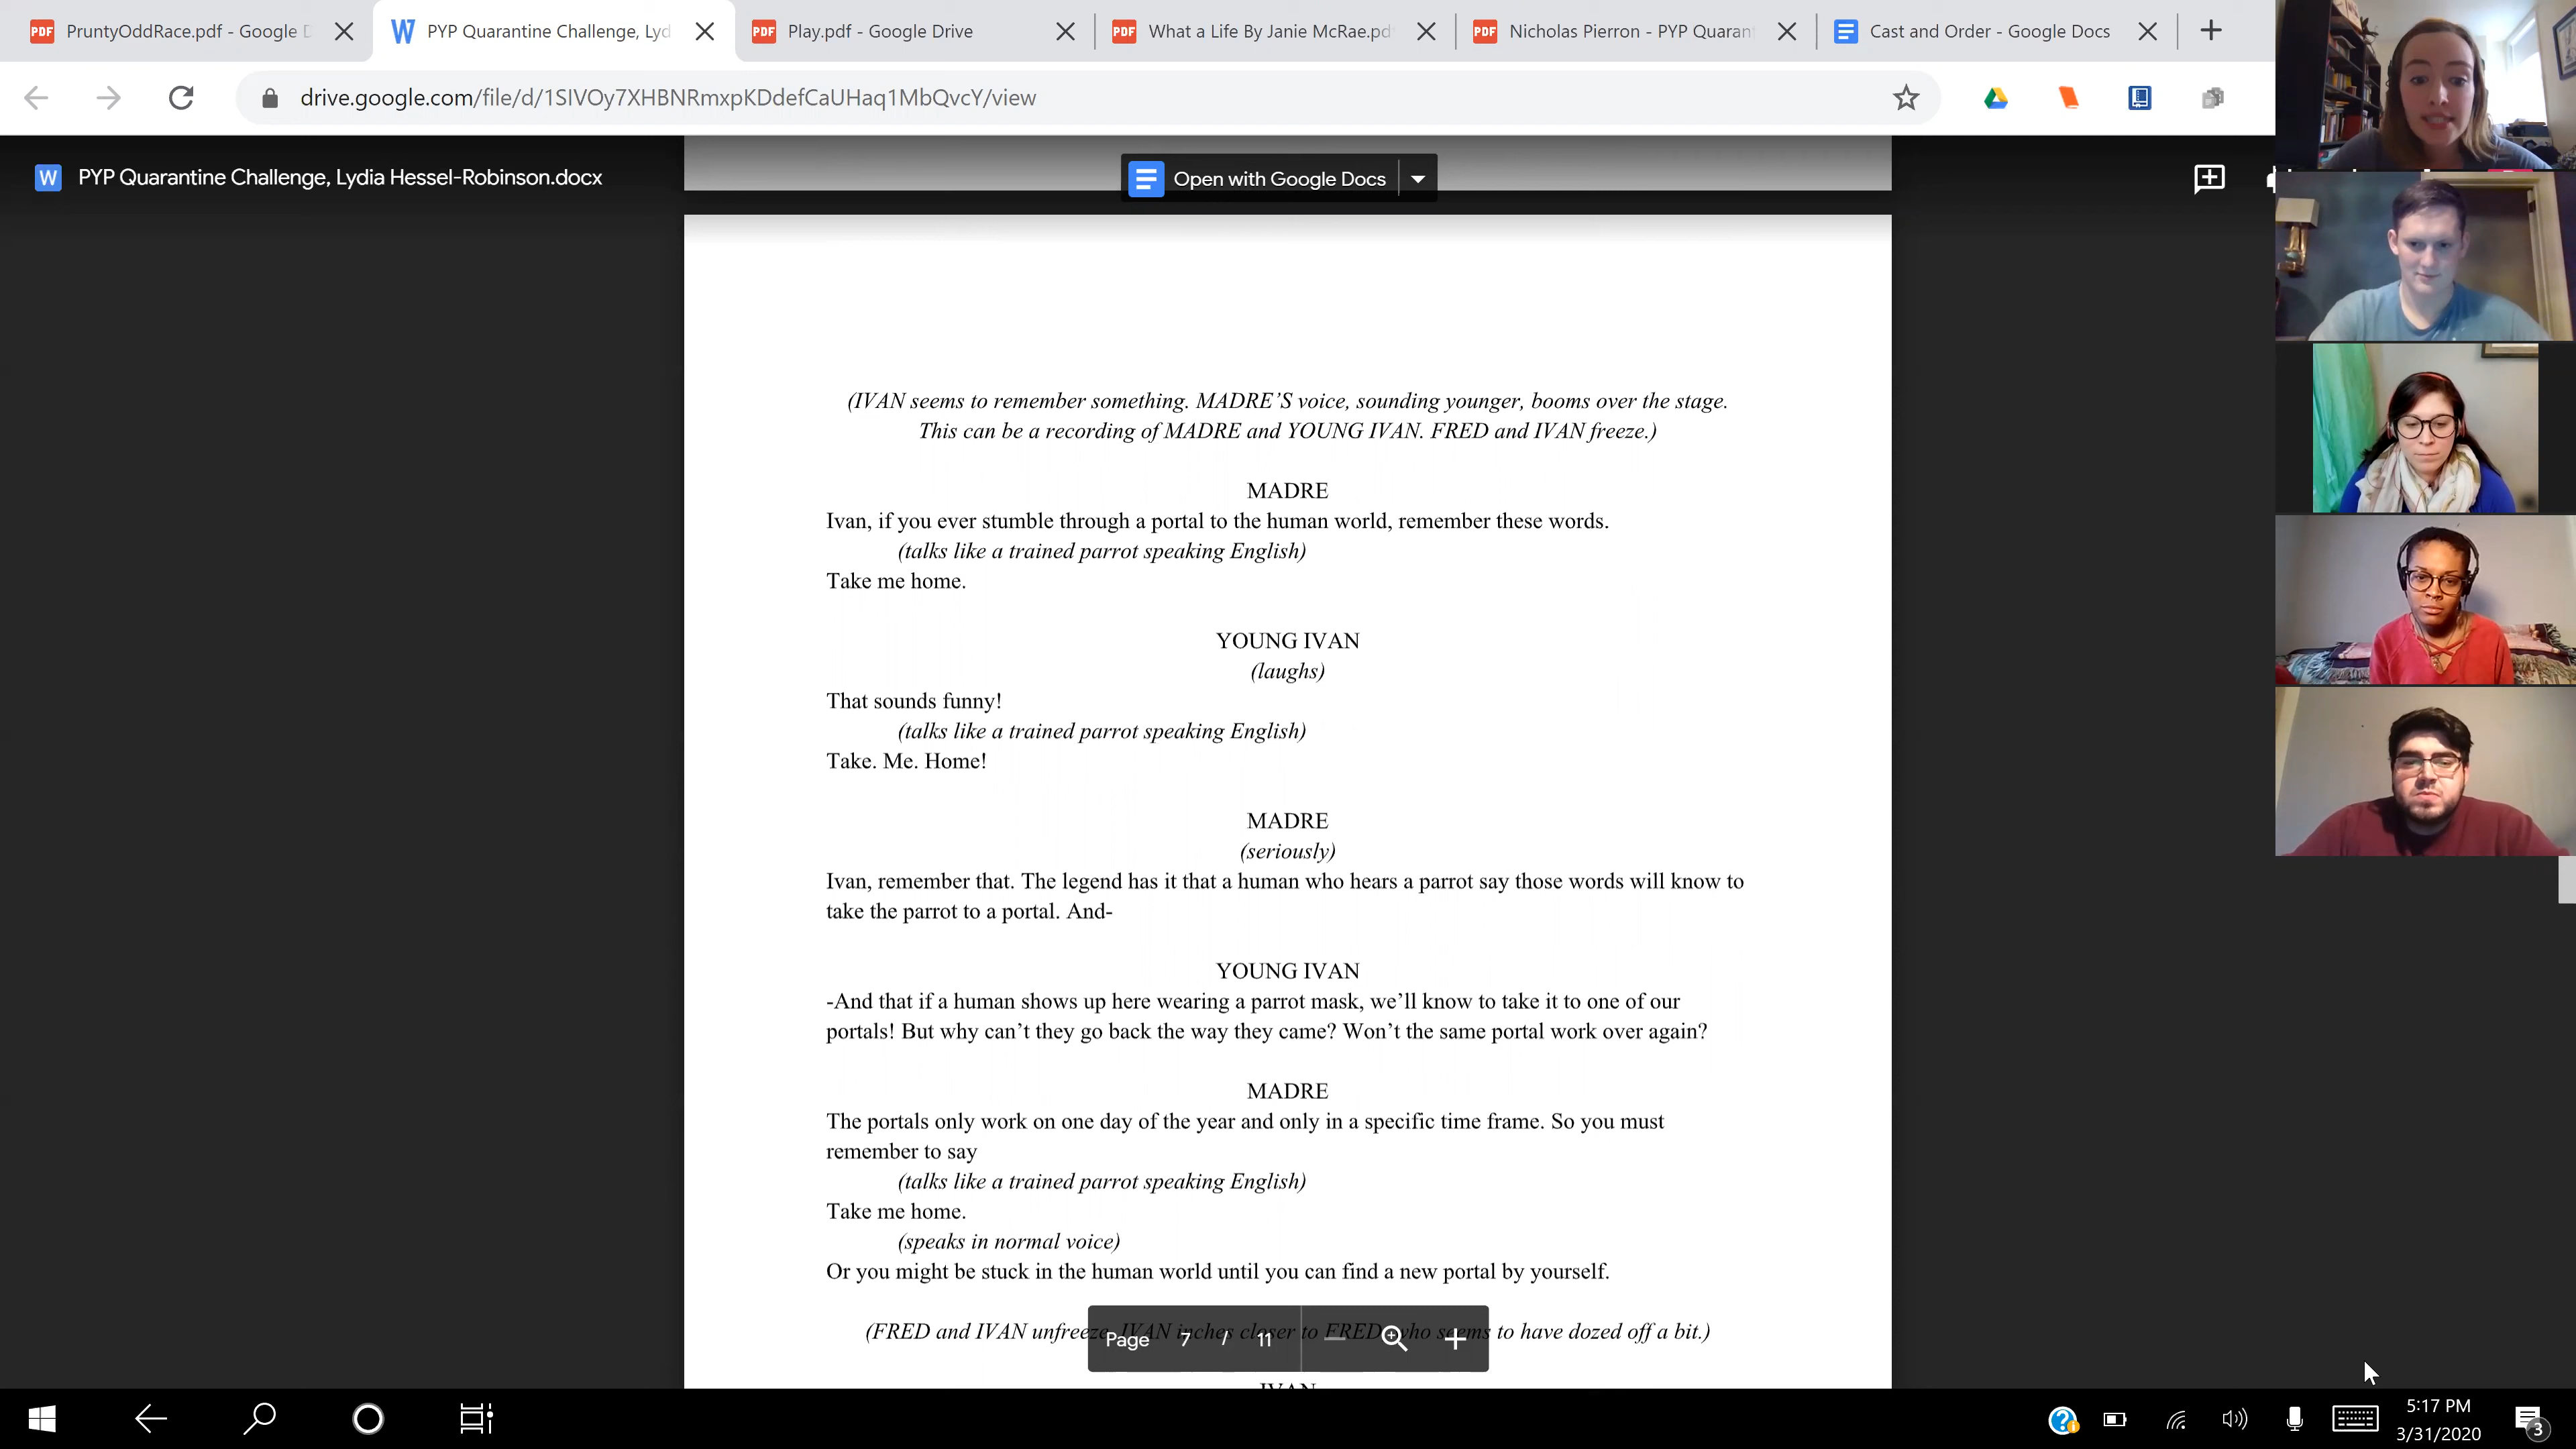 PruntyOddRace.pdf - Google D
PYP Quarantine Challenge, Lyd
Play.pdf - Google Drive
What a Life By Janie McRae.pd
Nicholas Pierron - PYP Quaran
Cast and Order - Google Docs
drive.google.com/file/d/1SIVOy7XHBNRmxpKDdefCaUHaq1MbQvcY/view
PYP Quarantine Challenge, Lydia Hessel-Robinson.docx
Open with Google Docs
(IVAN seems to remember something. MADRE’S voice, sounding younger, booms over the stage.
This can be a recording of MADRE and YOUNG IVAN. FRED and IVAN freeze.)
MADRE
Ivan, if you ever stumble through a portal to the human world, remember these words.
(talks like a trained parrot speaking English)
Take me home.
YOUNG IVAN
(laughs)
That sounds funny!
(talks like a trained parrot speaking English)
Take. Me. Home!
MADRE
(seriously)
Ivan, remember that. The legend has it that a human who hears a parrot say those words will know to
take the parrot to a portal. And-
YOUNG IVAN
-And that if a human shows up here wearing a parrot mask, we’ll know to take it to one of our
portals! But why can’t they go back the way they came? Won’t the same portal work over again?
MADRE
The portals only work on one day of the year and only in a specific time frame. So you must
remember to say
(talks like a trained parrot speaking English)
Take me home.
(speaks in normal voice)
Or you might be stuck in the human world until you can find a new portal by yourself.
(FRED and IVAN unfreeze. IVAN inches closer to FRED who seems to have dozed off a bit.)
Page 7 / 11
IVAN
5:17 PM
3/31/2020
3